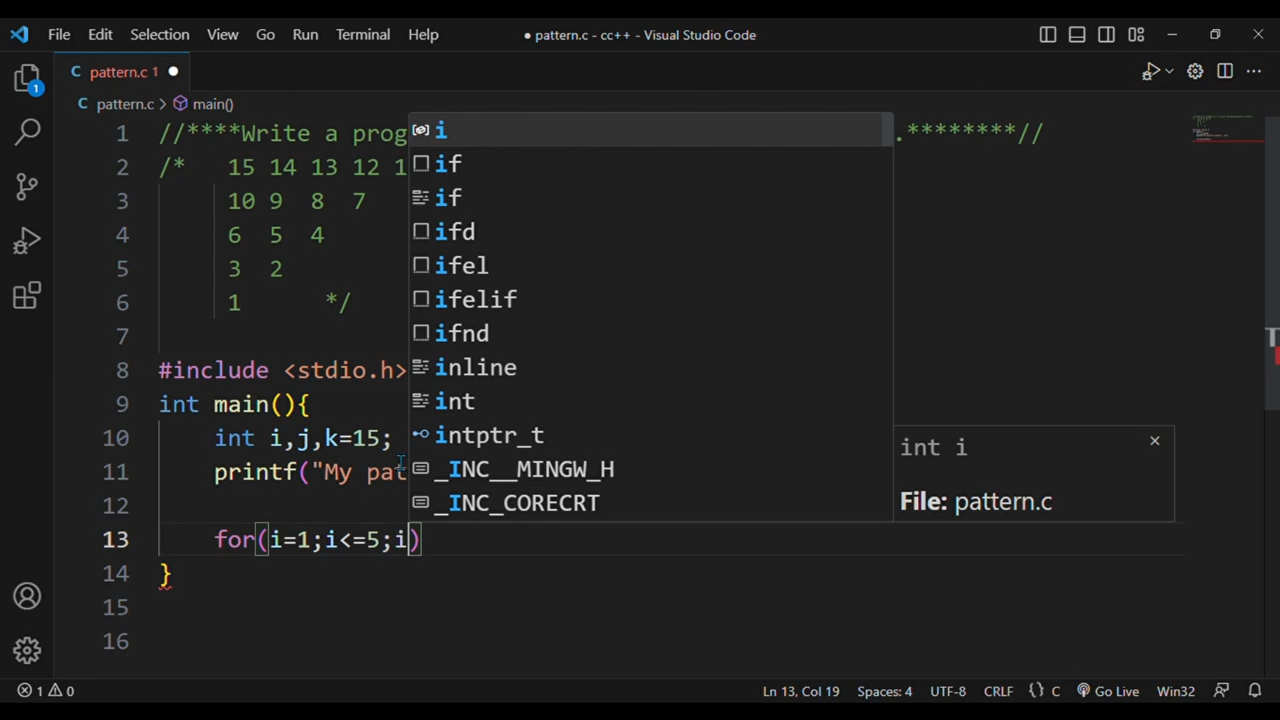 File Edit Selection View Go Run Terminal Help
● pattern.c - cc++ - Visual Studio Code
C pattern.c 1 ●
C pattern.c > main()
1 //****Write a prog .********//
2 /* 15 14 13 12 1
3 10 9 8 7
4 6 5 4
5 3 2
6 1 */
7
8 #include <stdio.h>
9 int main(){
10 int i,j,k=15;
11 printf("My pat
12
13 for(i=1;i<=5;i)
14 }
15
16
i
if
if
ifd
ifel
ifelif
ifnd
inline
int
intptr_t
_INC__MINGW_H
_INC_CORECRT
int i
File: pattern.c
1
1 0 Ln 13, Col 19 Spaces: 4 UTF-8 CRLF {} C Go Live Win32